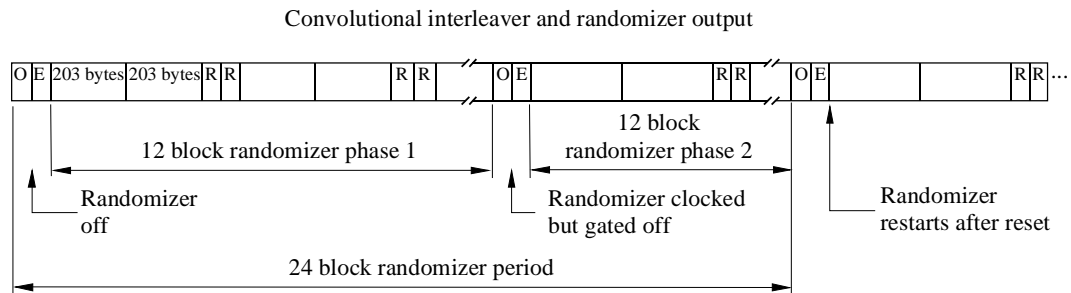 Convolutional interleaver and randomizer output
O E 203 bytes 203 bytes R R R R O E R R O E R R ...
12 block randomizer phase 1
12 block
randomizer phase 2
Randomizer
off
Randomizer clocked
but gated off
Randomizer
restarts after reset
24 block randomizer period